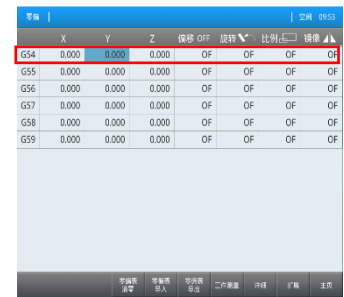 零偏 空闲 09:53
X Y Z 偏移 OFF 旋转 比例 镜像
G54 0.000 0.000 0.000 OF OF OF OF
G55 0.000 0.000 0.000 OF OF OF OF
G56 0.000 0.000 0.000 OF OF OF OF
G57 0.000 0.000 0.000 OF OF OF OF
G58 0.000 0.000 0.000 OF OF OF OF
G59 0.000 0.000 0.000 OF OF OF OF
零偏表 零偏表 零偏表 工件测量 详细 扩展 主页
清零 导入 导出